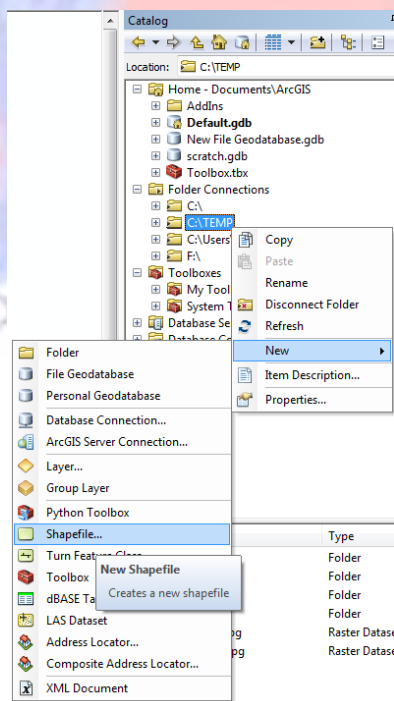 Catalog
Location: C:\TEMP
Home - Documents\ArcGIS
AddIns
Default.gdb
New File Geodatabase.gdb
scratch.gdb
Toolbox.tbx
Folder Connections
C:\
C:\TEMP
C:\Users\
F:\
Toolboxes
My Tool
System T
Database Se
Database Co
Copy
Paste
Rename
Disconnect Folder
Refresh
New
Item Description...
Properties...
Folder
File Geodatabase
Personal Geodatabase
Database Connection...
ArcGIS Server Connection...
Layer...
Group Layer
Python Toolbox
Shapefile...
Turn Feature Class...
Toolbox
dBASE Ta
LAS Dataset
Address Locator...
Composite Address Locator...
XML Document
New Shapefile
Creates a new shapefile
Type
Folder
Folder
Folder
Folder
og Raster Datase
pg Raster Datase